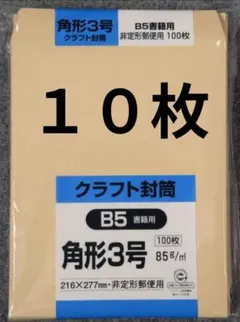 角形3号
クラフト封筒
B5書籍用
非定形郵便用 100枚
10枚
クラフト封筒
B5 書籍用
角形3号
100枚
85g/㎡
216×277mm・非定形郵便用